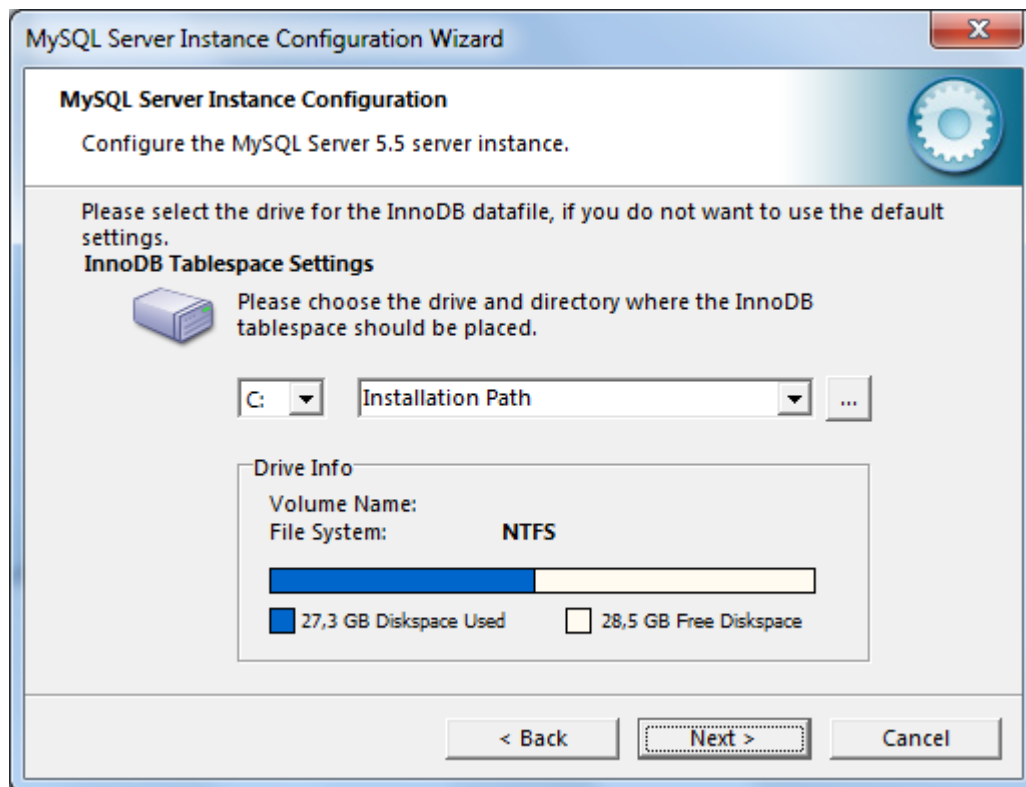 MySQL Server Instance Configuration Wizard
MySQL Server Instance Configuration
Configure the MySQL Server 5.5 server instance.
Please select the drive for the InnoDB datafile, if you do not want to use the default
settings.
InnoDB Tablespace Settings
Please choose the drive and directory where the InnoDB
tablespace should be placed.
C: Installation Path ...
Drive Info
Volume Name:
File System: NTFS
27,3 GB Diskspace Used 28,5 GB Free Diskspace
< Back Next > Cancel